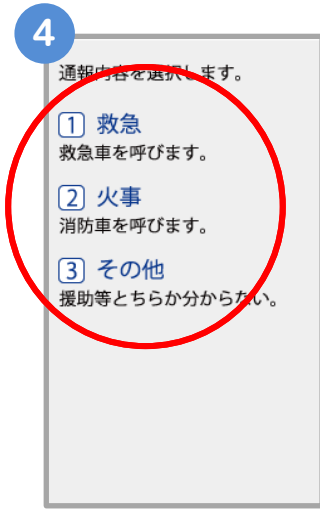 4
通報内容を選択します。
1 救急
救急車を呼びます。
2 火事
消防車を呼びます。
3 その他
援助等とちらか分からない。